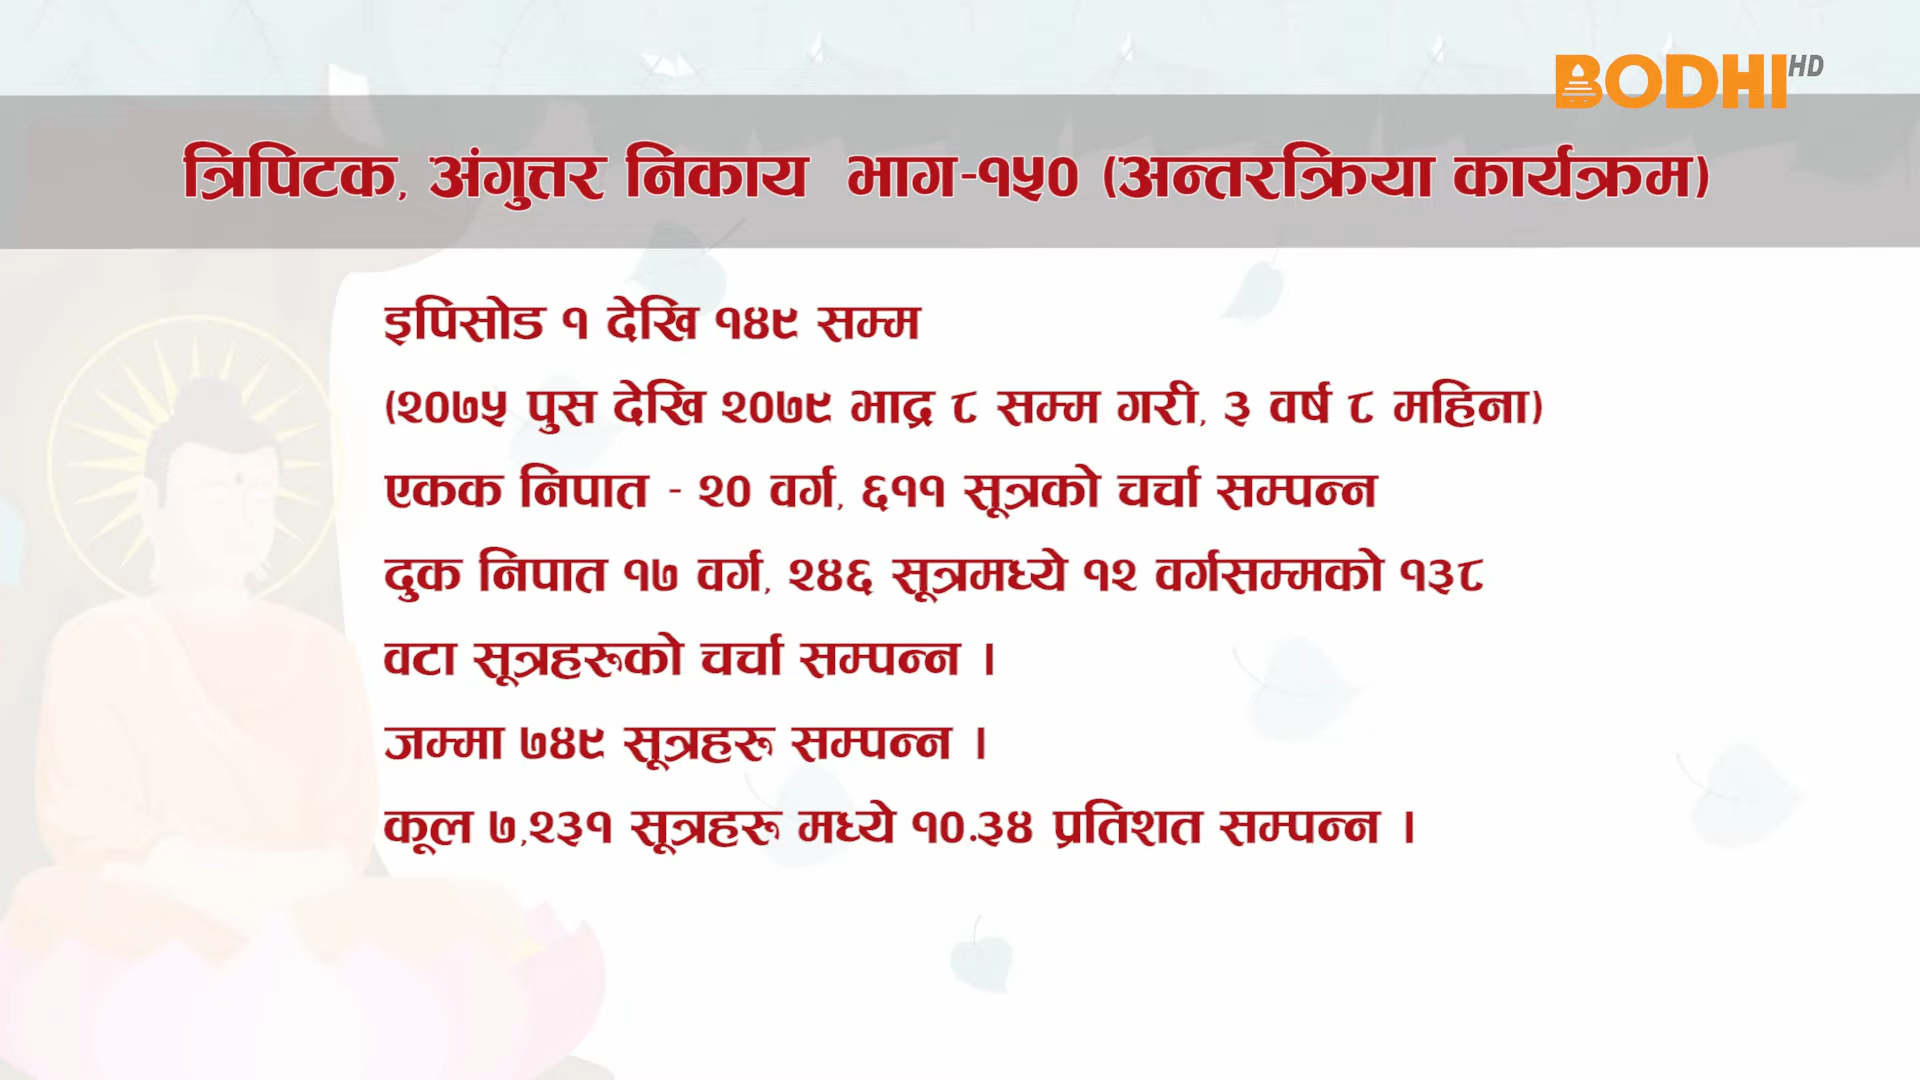 BODHI HD
त्रिपिटक, अंगुत्तर निकाय भाग-१५० (अन्तरक्रिया कार्यक्रम)
इपिसोड १ देखि १४९ सम्म
(२०७५ पुस देखि २०७९ भाद्र ८ सम्म गरी, ३ वर्ष ८ महिना)
एकक निपात - २० वर्ग, ६११ सूत्रको चर्चा सम्पन्न
दुक निपात १७ वर्ग, २४६ सूत्रमध्ये १२ वर्गसम्मको १३८
वटा सूत्रहरूको चर्चा सम्पन्न ।
जम्मा ७४९ सूत्रहरू सम्पन्न ।
कूल ७,२३१ सूत्रहरू मध्ये १०.३४ प्रतिशत सम्पन्न ।